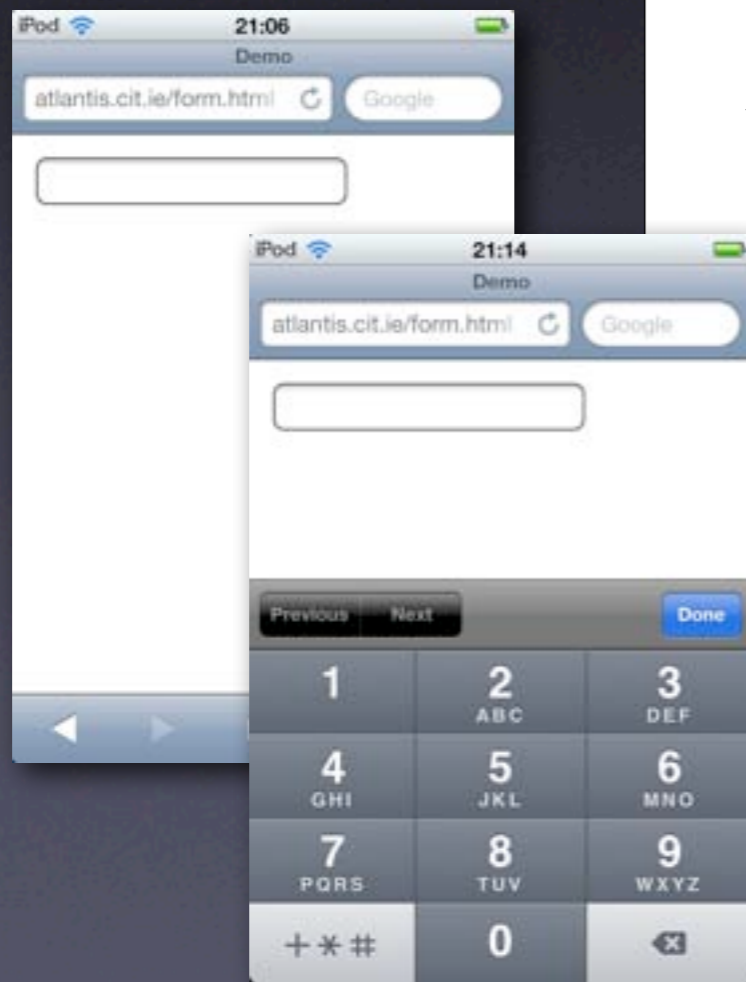 iPod 21:06
Demo
atlantis.cit.ie/form.html Google
iPod 21:14
Demo
atlantis.cit.ie/form.html Google
Previous Next Done
1 2 3
ABC DEF
4 5 6
GHI JKL MNO
7 8 9
PQRS TUV WXYZ
+*# 0